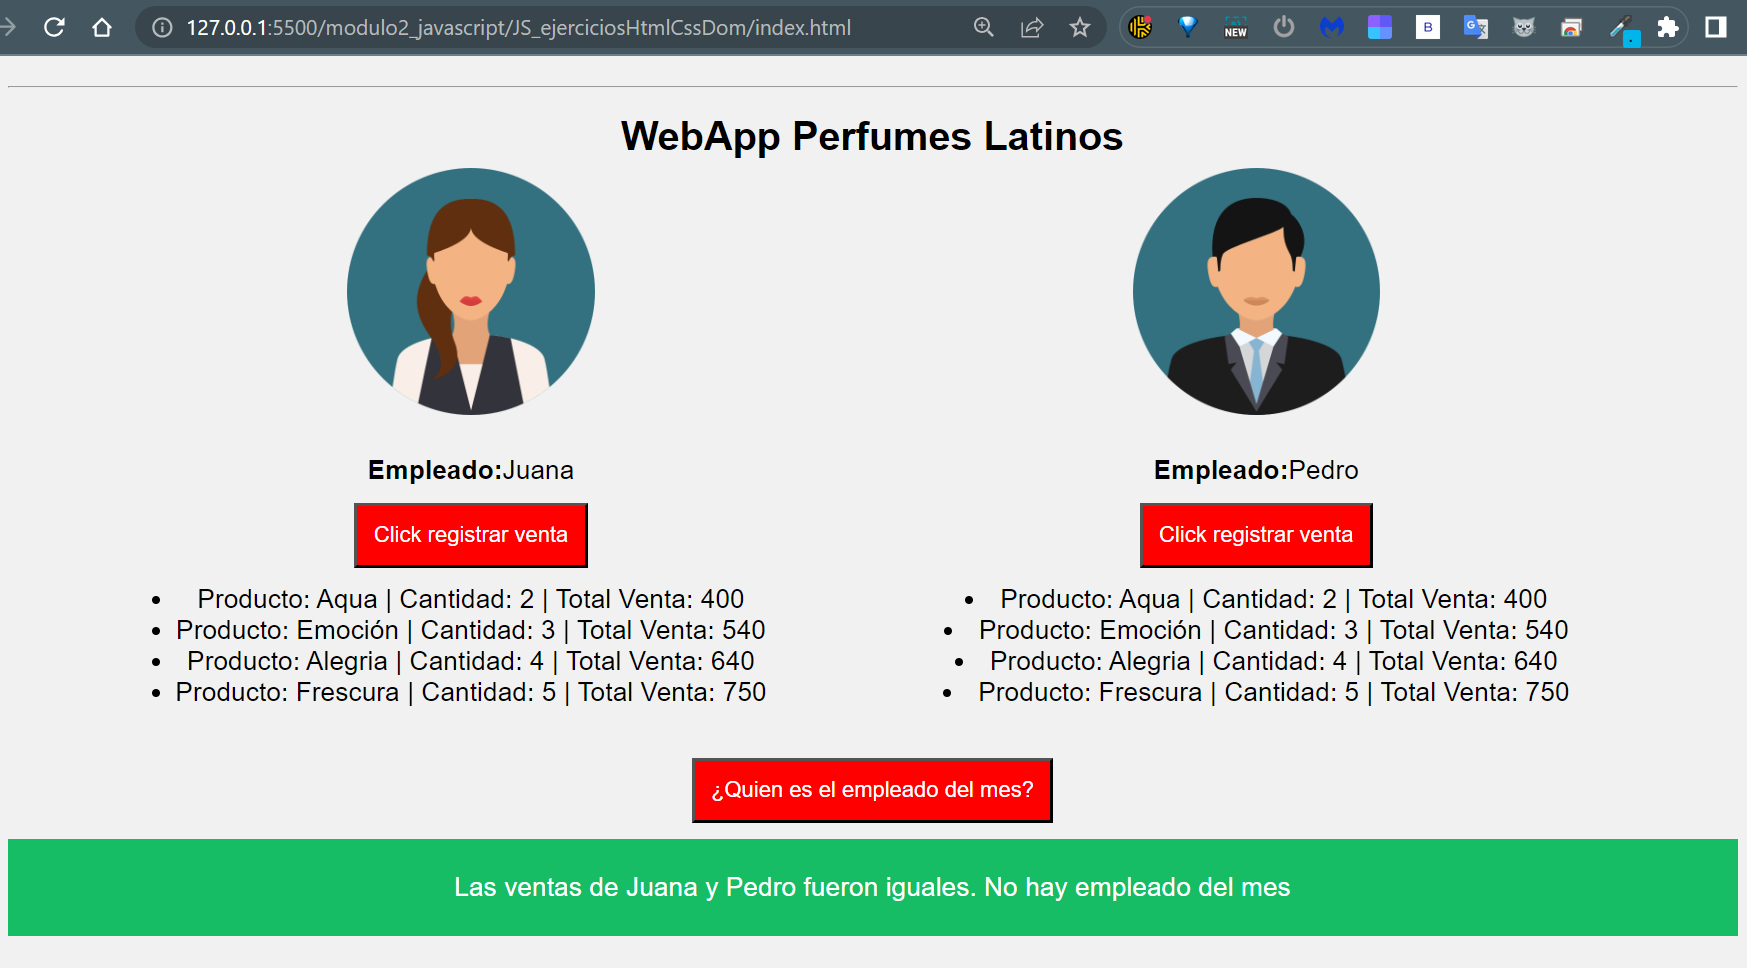 127.0.0.1:5500/modulo2_javascript/JS_ejerciciosHtmlCssDom/index.html
NEW
B
G
WebApp Perfumes Latinos
Empleado:Juana
Empleado:Pedro
Click registrar venta
Click registrar venta
Producto: Aqua | Cantidad: 2 | Total Venta: 400
Producto: Emoción | Cantidad: 3 | Total Venta: 540
Producto: Alegria | Cantidad: 4 | Total Venta: 640
Producto: Frescura | Cantidad: 5 | Total Venta: 750
Producto: Aqua | Cantidad: 2 | Total Venta: 400
Producto: Emoción | Cantidad: 3 | Total Venta: 540
Producto: Alegria | Cantidad: 4 | Total Venta: 640
Producto: Frescura | Cantidad: 5 | Total Venta: 750
¿Quien es el empleado del mes?
Las ventas de Juana y Pedro fueron iguales. No hay empleado del mes